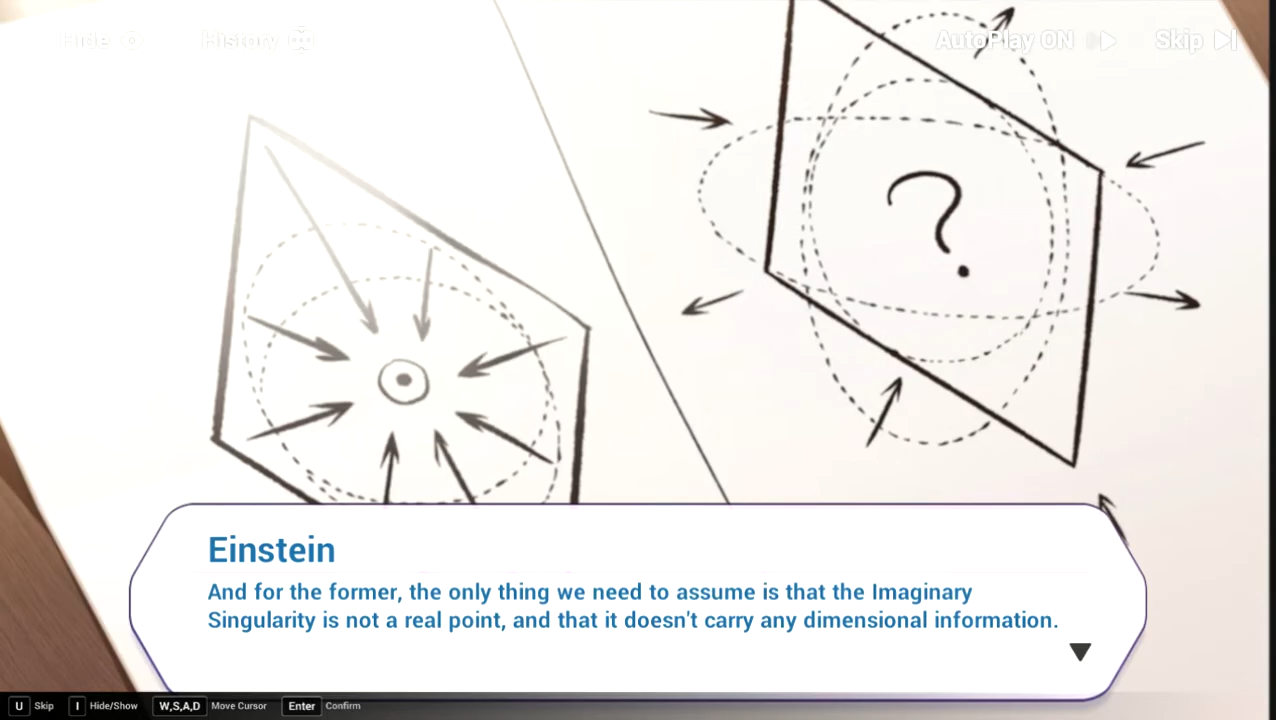 Hide
History
AutoPlay ON
Skip
?
Einstein
And for the former, the only thing we need to assume is that the Imaginary
Singularity is not a real point, and that it doesn't carry any dimensional information.
U Skip I Hide/Show W,S,A,D Move Cursor Enter Confirm